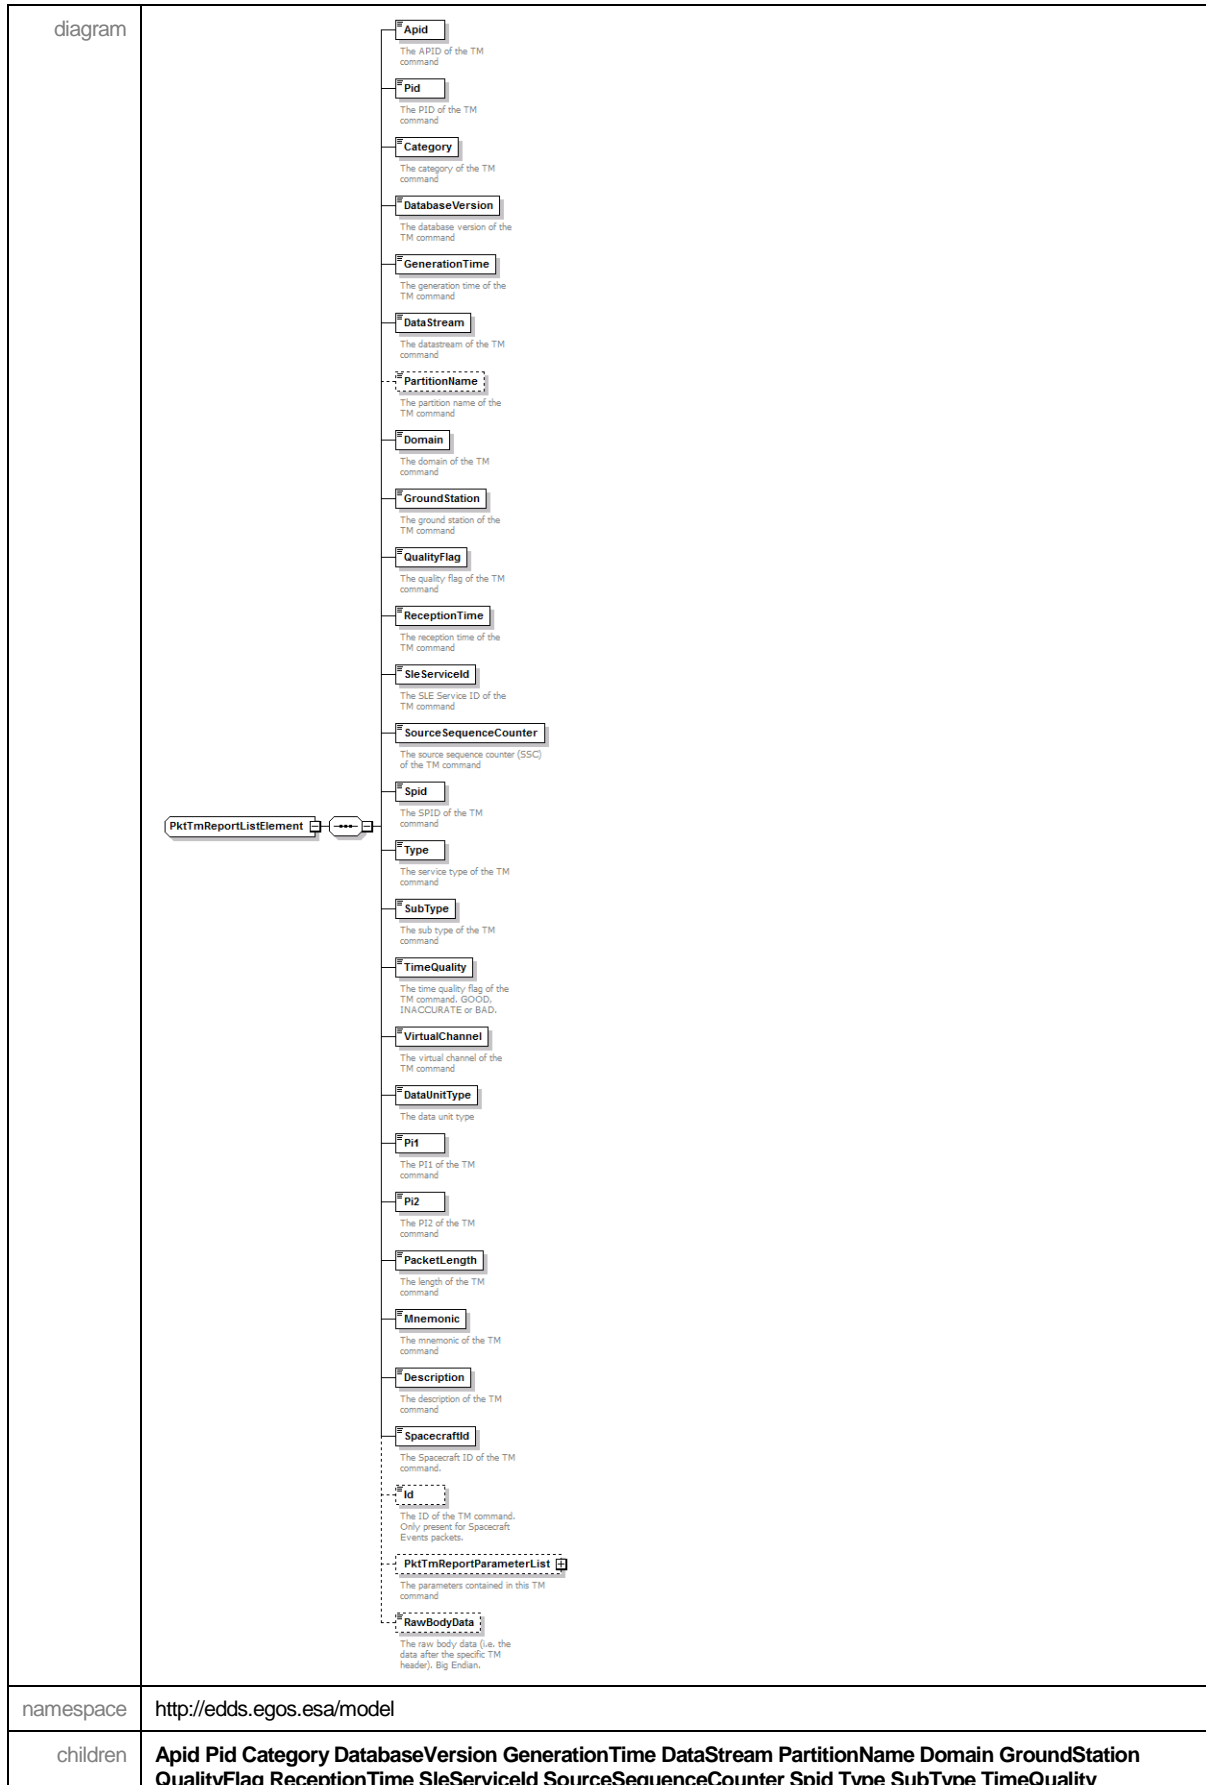 diagram
Apid
The APID of the TM
command
Pid
The PID of the TM
command
Category
The category of the TM
command
DatabaseVersion
The database version of the
TM command
GenerationTime
The generation time of the
TM command
DataStream
The datastream of the TM
command
PartitionName
The partition name of the
TM command
Domain
The domain of the TM
command
GroundStation
The ground station of the
TM command
QualityFlag
The quality flag of the TM
command
ReceptionTime
The reception time of the
TM command
SleServiceId
The SLE Service ID of the
TM command
SourceSequenceCounter
The source sequence counter (SSC)
of the TM command
Spid
The SPID of the TM
command
PktTmReportListElement
Type
The service type of the TM
command
SubType
The sub type of the TM
command
TimeQuality
The time quality flag of the
TM command. GOOD,
INACCURATE or BAD.
VirtualChannel
The virtual channel of the
TM command
DataUnitType
The data unit type
Pi1
The PI1 of the TM
command
Pi2
The PI2 of the TM
command
PacketLength
The length of the TM
command
Mnemonic
The mnemonic of the TM
command
Description
The description of the TM
command
SpacecraftId
The Spacecraft ID of the TM
command.
Id
The ID of the TM command.
Only present for Spacecraft
Events packets.
PktTmReportParameterList
The parameters contained in this TM
command
RawBodyData
The raw body data (i.e. the
data after the specific TM
header). Big Endian.
namespace
http://edds.egos.esa/model
children
Apid Pid Category DatabaseVersion GenerationTime DataStream PartitionName Domain GroundStation
QualityFlag ReceptionTime SleServiceId SourceSequenceCounter Spid Type SubType TimeQuality